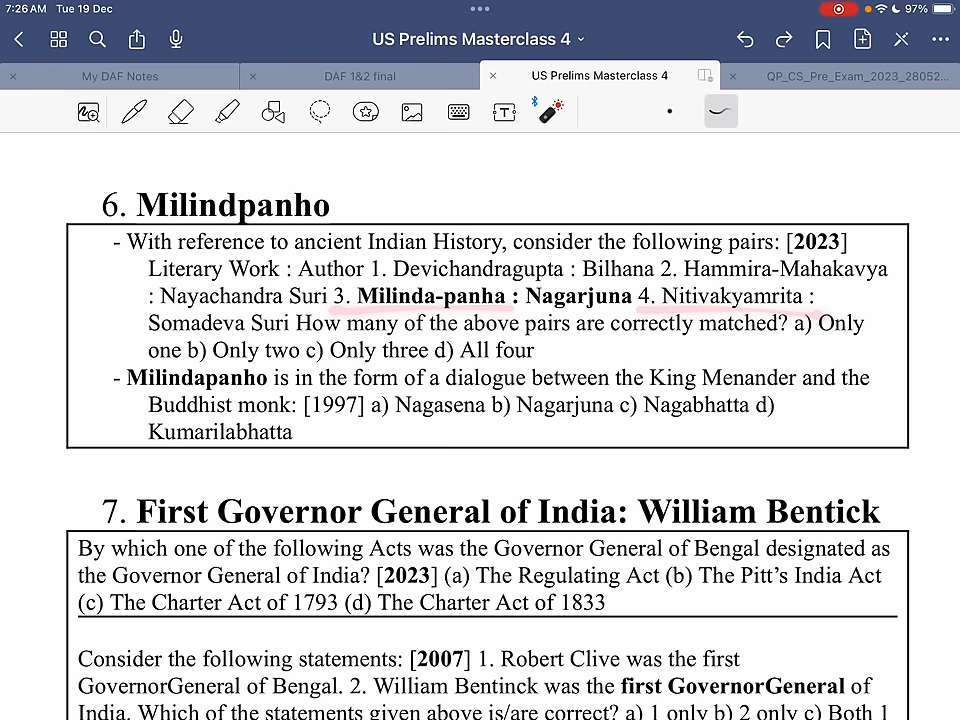 7:26 AM Tue 19 Dec
97%
US Prelims Masterclass 4
My DAF Notes
DAF 1&2 final
US Prelims Masterclass 4
QP_CS_Pre_Exam_2023_28052...
6. Milindpanho
- With reference to ancient Indian History, consider the following pairs: [2023]
Literary Work : Author 1. Devichandragupta : Bilhana 2. Hammira-Mahakavya
: Nayachandra Suri 3. Milinda-panha : Nagarjuna 4. Nitivakyamrita :
Somadeva Suri How many of the above pairs are correctly matched? a) Only
one b) Only two c) Only three d) All four
- Milindapanho is in the form of a dialogue between the King Menander and the
Buddhist monk: [1997] a) Nagasena b) Nagarjuna c) Nagabhatta d)
Kumarilabhatta
7. First Governor General of India: William Bentick
By which one of the following Acts was the Governor General of Bengal designated as
the Governor General of India? [2023] (a) The Regulating Act (b) The Pitt’s India Act
(c) The Charter Act of 1793 (d) The Charter Act of 1833
Consider the following statements: [2007] 1. Robert Clive was the first
GovernorGeneral of Bengal. 2. William Bentinck was the first GovernorGeneral of
India. Which of the statements given above is/are correct? a) 1 only b) 2 only c) Both 1